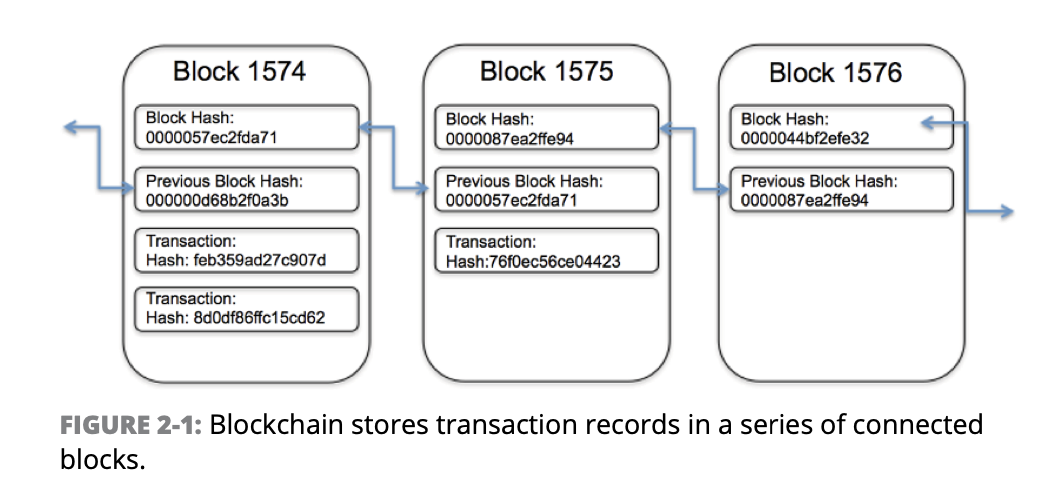 Block 1574
Block Hash:
0000057ec2fda71
Previous Block Hash:
000000d68b2f0a3b
Transaction:
Hash: feb359ad27c907d
Transaction:
Hash: 8d0df86ffc15cd62
Block 1575
Block Hash:
0000087ea2ffe94
Previous Block Hash:
0000057ec2fda71
Transaction:
Hash:76f0ec56ce04423
Block 1576
Block Hash:
0000044bf2efe32
Previous Block Hash:
0000087ea2ffe94
FIGURE 2-1: Blockchain stores transaction records in a series of connected
blocks.